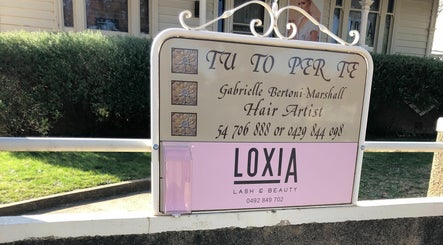 TU TO PER TE
Gabrielle Bertoni Marshall
Hair Artist
54 706 888 or 0429 844 098
LOXIA
LASH & BEAUTY
0492 849 702